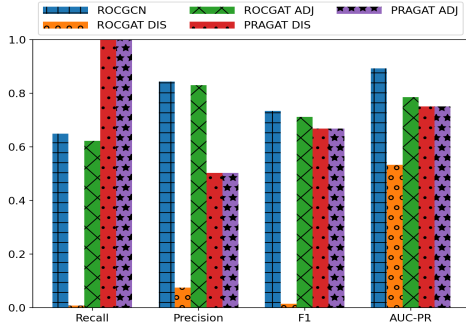 ROCGCN ROCGAT ADJ PRAGAT ADJ
ROCGAT DIS PRAGAT DIS
1.0
0.8
0.6
0.4
0.2
0.0
Recall Precision F1 AUC-PR